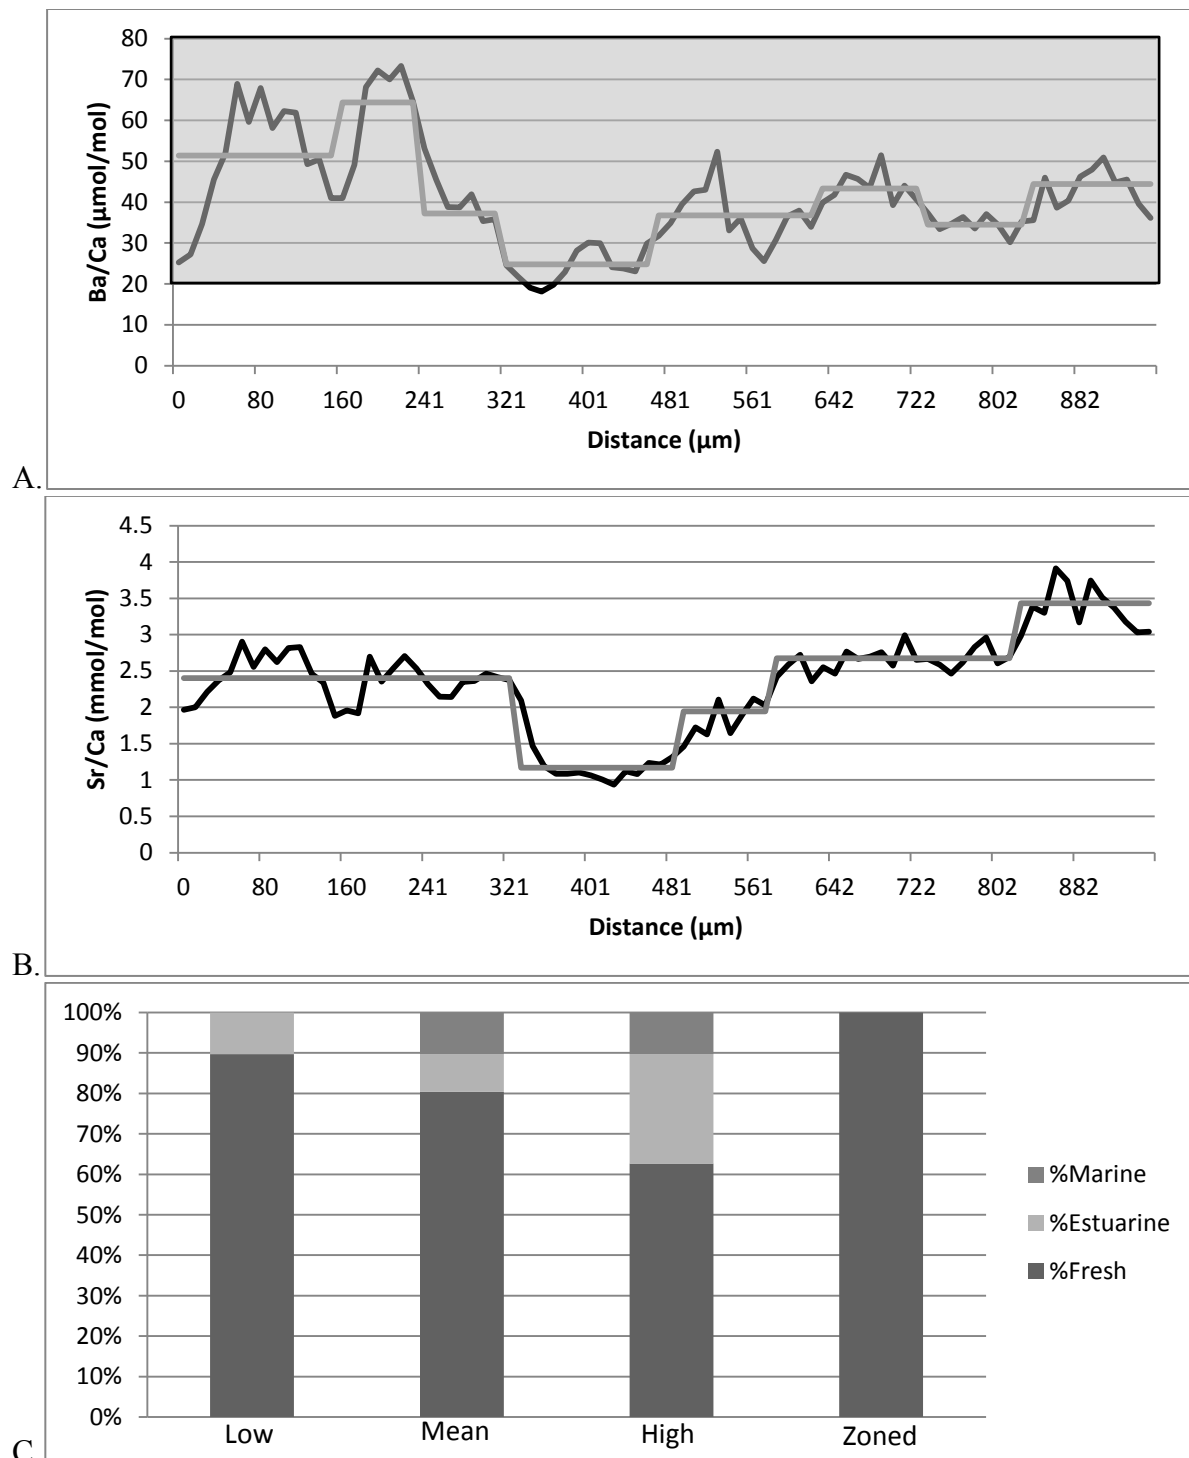 80
70
60
50
40
30
20
10
0
Ba/Ca (µmol/mol)
0 80 160 241 321 401 481 561 642 722 802 882
Distance (µm)
A.
4.5
4
3.5
3
2.5
2
1.5
1
0.5
0
Sr/Ca (mmol/mol)
0 80 160 241 321 401 481 561 642 722 802 882
Distance (µm)
B.
100%
90%
80%
70%
60%
50%
40%
30%
20%
10%
0%
Low Mean High Zoned
%Marine
%Estuarine
%Fresh
C